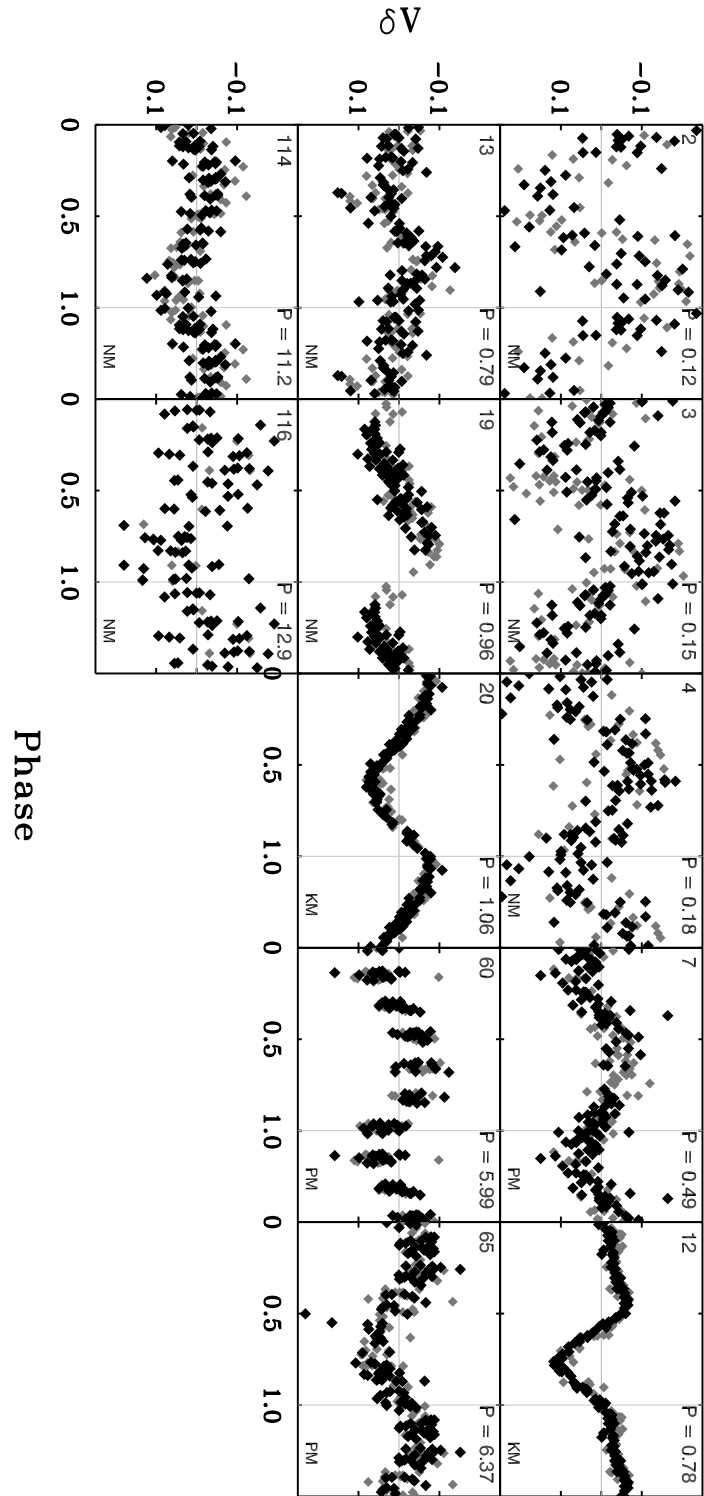 δV
−0.1
0.1
2 P = 0.12
NM
3 P = 0.15
NM
4 P = 0.18
NM
7 P = 0.49
PM
12 P = 0.78
KM
−0.1
0.1
13 P = 0.79
NM
19 P = 0.96
NM
20 P = 1.06
KM
60 P = 5.99
PM
65 P = 6.37
PM
0 0.5 1.0 0 0.5 1.0 0 0.5 1.0
−0.1
0.1
114 P = 11.2
NM
116 P = 12.9
NM
0 0.5 1.0 0 0.5 1.0
Phase